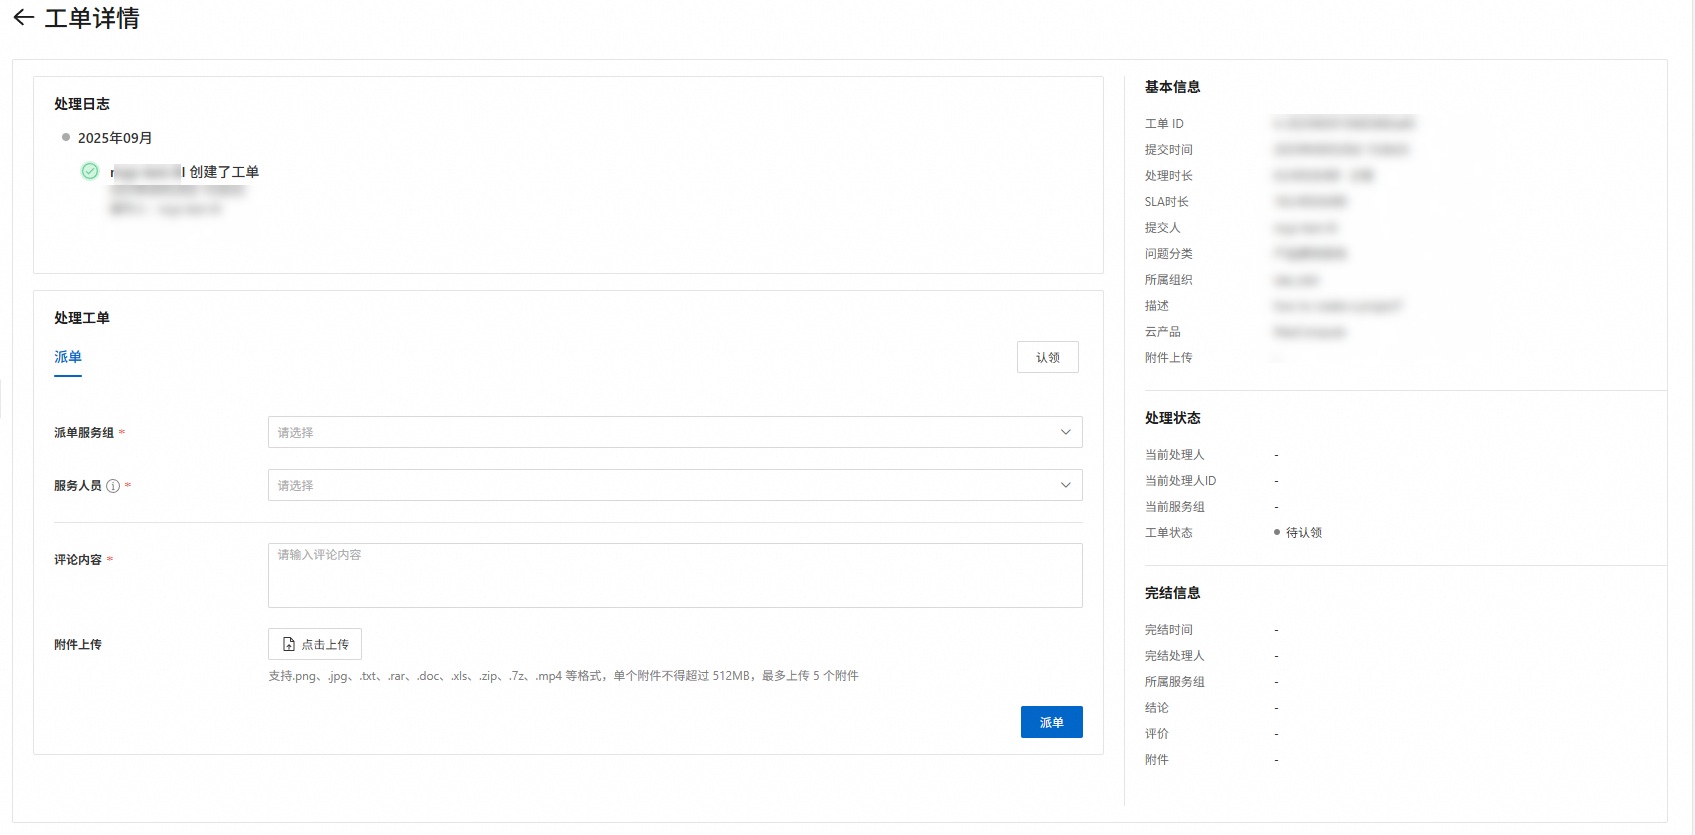 工单详情
处理日志
2025年09月
创建了工单
处理工单
派单
认领
派单服务组 *
请选择
服务人员 *
请选择
评论内容 *
请输入评论内容
附件上传
点击上传
支持.png、.jpg、.txt、.rar、.doc、.xls、.zip、.7z、.mp4 等格式，单个附件不得超过 512MB，最多上传 5 个附件
派单
基本信息
工单 ID
提交时间
处理时长
SLA时长
提交人
问题分类
所属组织
描述
云产品
附件上传
处理状态
当前处理人 -
当前处理人ID -
当前服务组 -
工单状态 待认领
完结信息
完结时间 -
完结处理人 -
所属服务组 -
结论 -
评价 -
附件 -